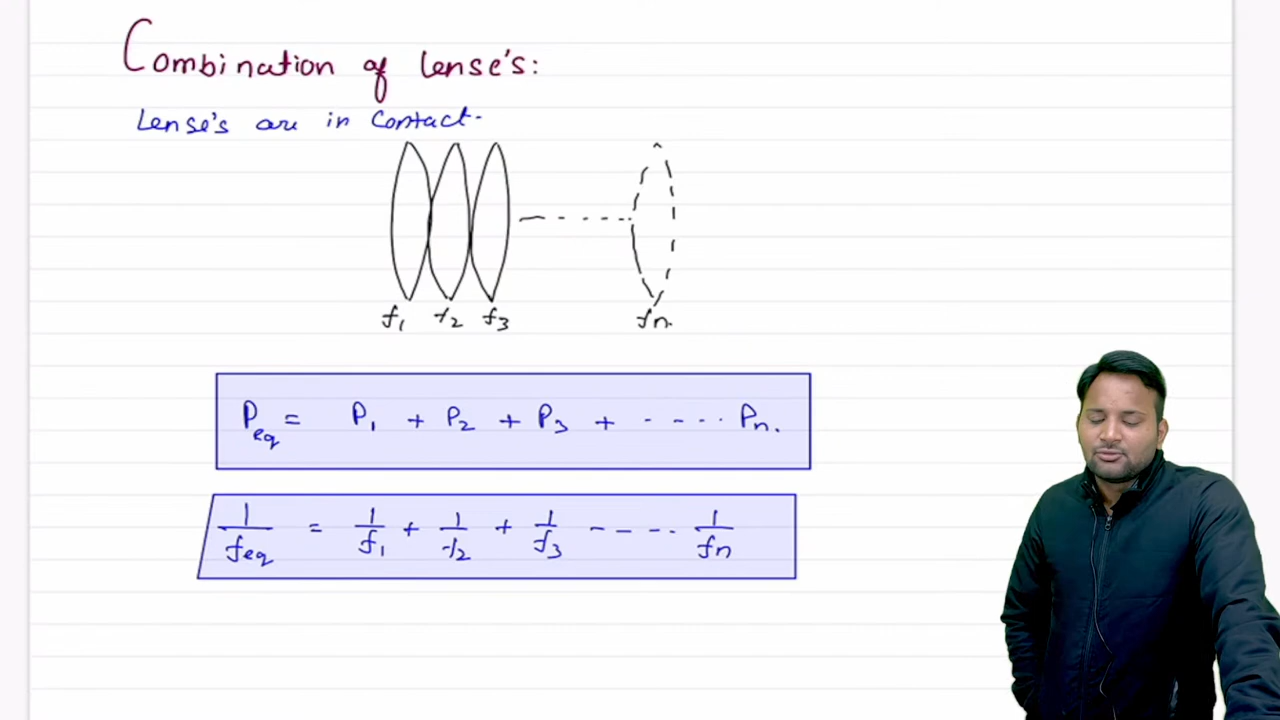 Combination of Lense's:
Lense's are in Contact.
f₁ f₂ f₃ fn.
Peq = P₁ + P₂ + P₃ + ..... Pn.
1/feq = 1/f₁ + 1/f₂ + 1/f₃ ----. 1/fn